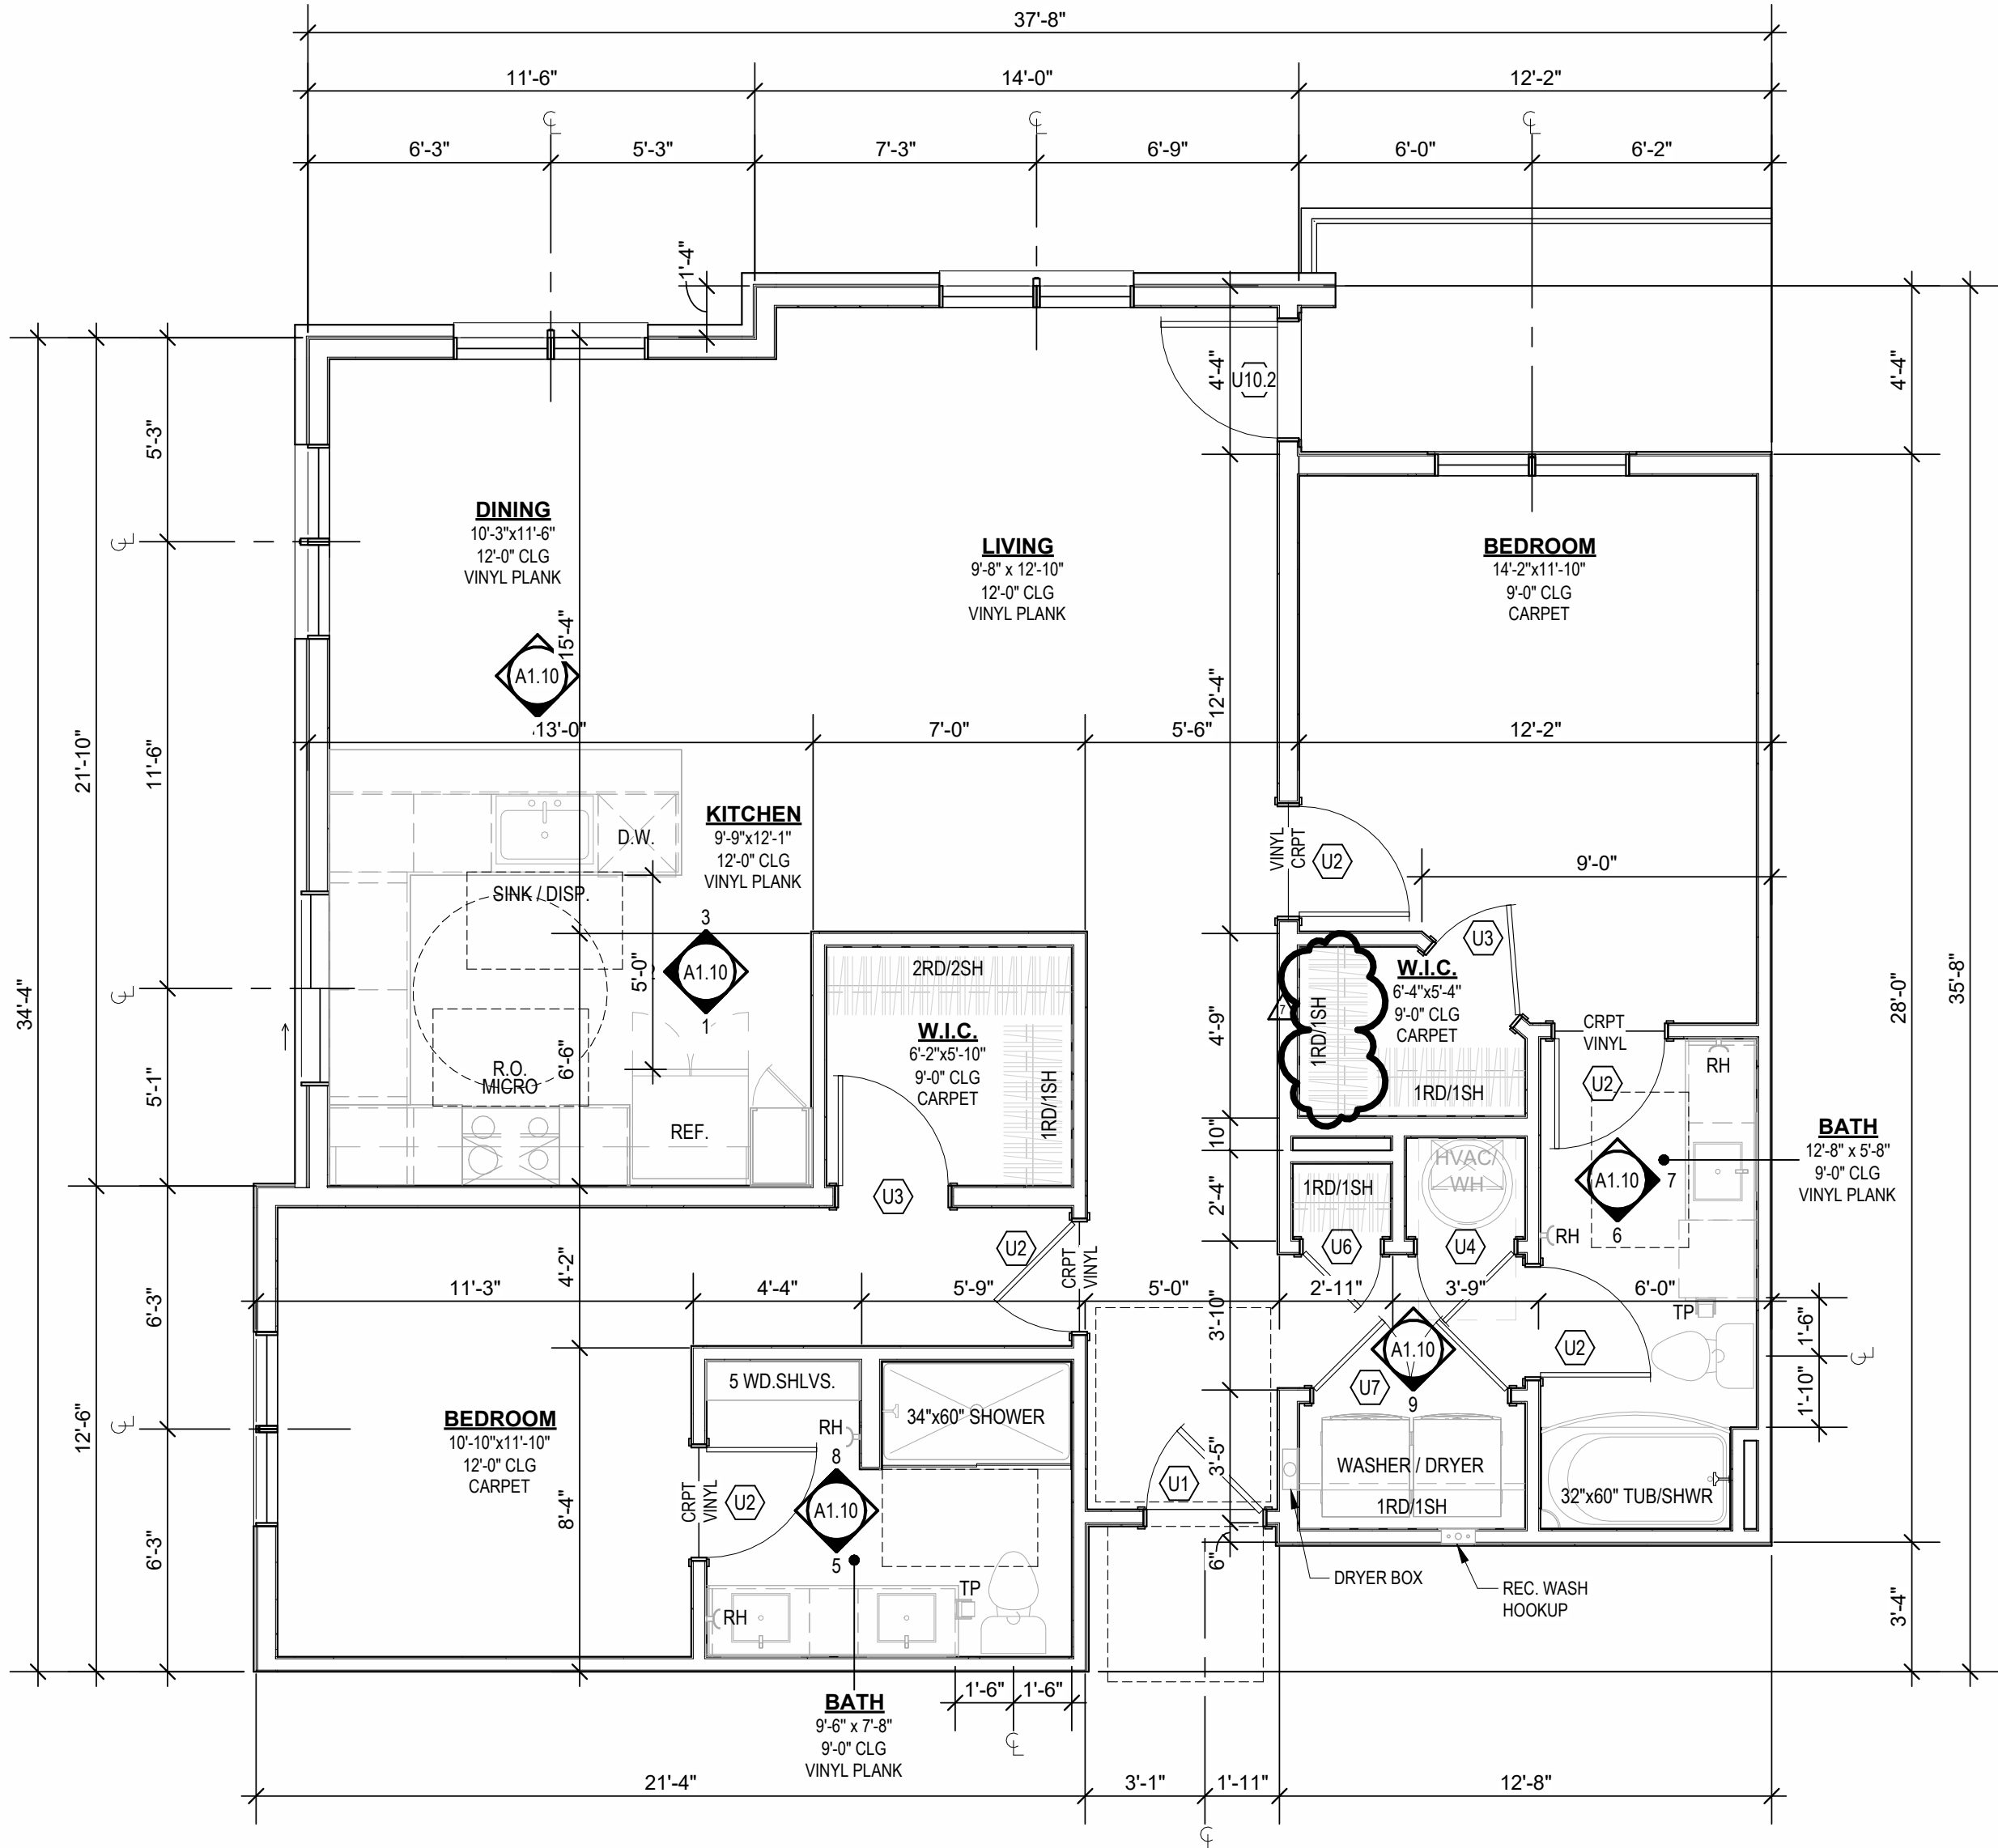 37'-8"
11'-6"
14'-0"
12'-2"
6'-3"
5'-3"
7'-3"
6'-9"
6'-0"
6'-2"
1'-4"
4'-4"
U10.2
4'-4"
5'-3"
DINING
10'-3"x11'-6"
12'-0" CLG
VINYL PLANK
LIVING
9'-8" x 12'-10"
12'-0" CLG
VINYL PLANK
BEDROOM
14'-2"x11'-10"
9'-0" CLG
CARPET
15'-4"
A1.10
12'-4"
13'-0"
7'-0"
5'-6"
12'-2"
21'-10"
11'-6"
KITCHEN
9'-9"x12'-1"
12'-0" CLG
VINYL PLANK
D.W.
SINK / DISP.
VINYL
CRPT
U2
9'-0"
3
A1.10
1
5'-0"
6'-6"
R.O.
MICRO
REF.
2RD/2SH
W.I.C.
6'-2"x5'-10"
9'-0" CLG
CARPET
1RD/1SH
U3
W.I.C.
6'-4"x5'-4"
9'-0" CLG
CARPET
1RD/1SH
1RD/1SH
7
U3
CRPT
VINYL
U2
RH
34'-4"
5'-1"
4'-9"
28'-0"
35'-8"
10"
2'-4"
HVAC/
WH
1RD/1SH
U6
U4
A1.10
7
6
RH
BATH
12'-8" x 5'-8"
9'-0" CLG
VINYL PLANK
4'-2"
U2
CRPT
VINYL
11'-3"
4'-4"
5'-9"
5'-0"
2'-11"
3'-9"
6'-0"
6'-3"
3'-10"
TP
1'-6"
1'-10"
U2
A1.10
9
U7
5 WD.SHLVS.
34"x60" SHOWER
RH
8
A1.10
5
BEDROOM
10'-10"x11'-10"
12'-0" CLG
CARPET
12'-6"
6'-3"
8'-4"
CRPT
VINYL
U2
U1
3'-5"
WASHER / DRYER
1RD/1SH
32"x60" TUB/SHWR
6"
DRYER BOX
REC. WASH
HOOKUP
3'-4"
RH
TP
1'-6"
1'-6"
BATH
9'-6" x 7'-8"
9'-0" CLG
VINYL PLANK
21'-4"
3'-1"
1'-11"
12'-8"